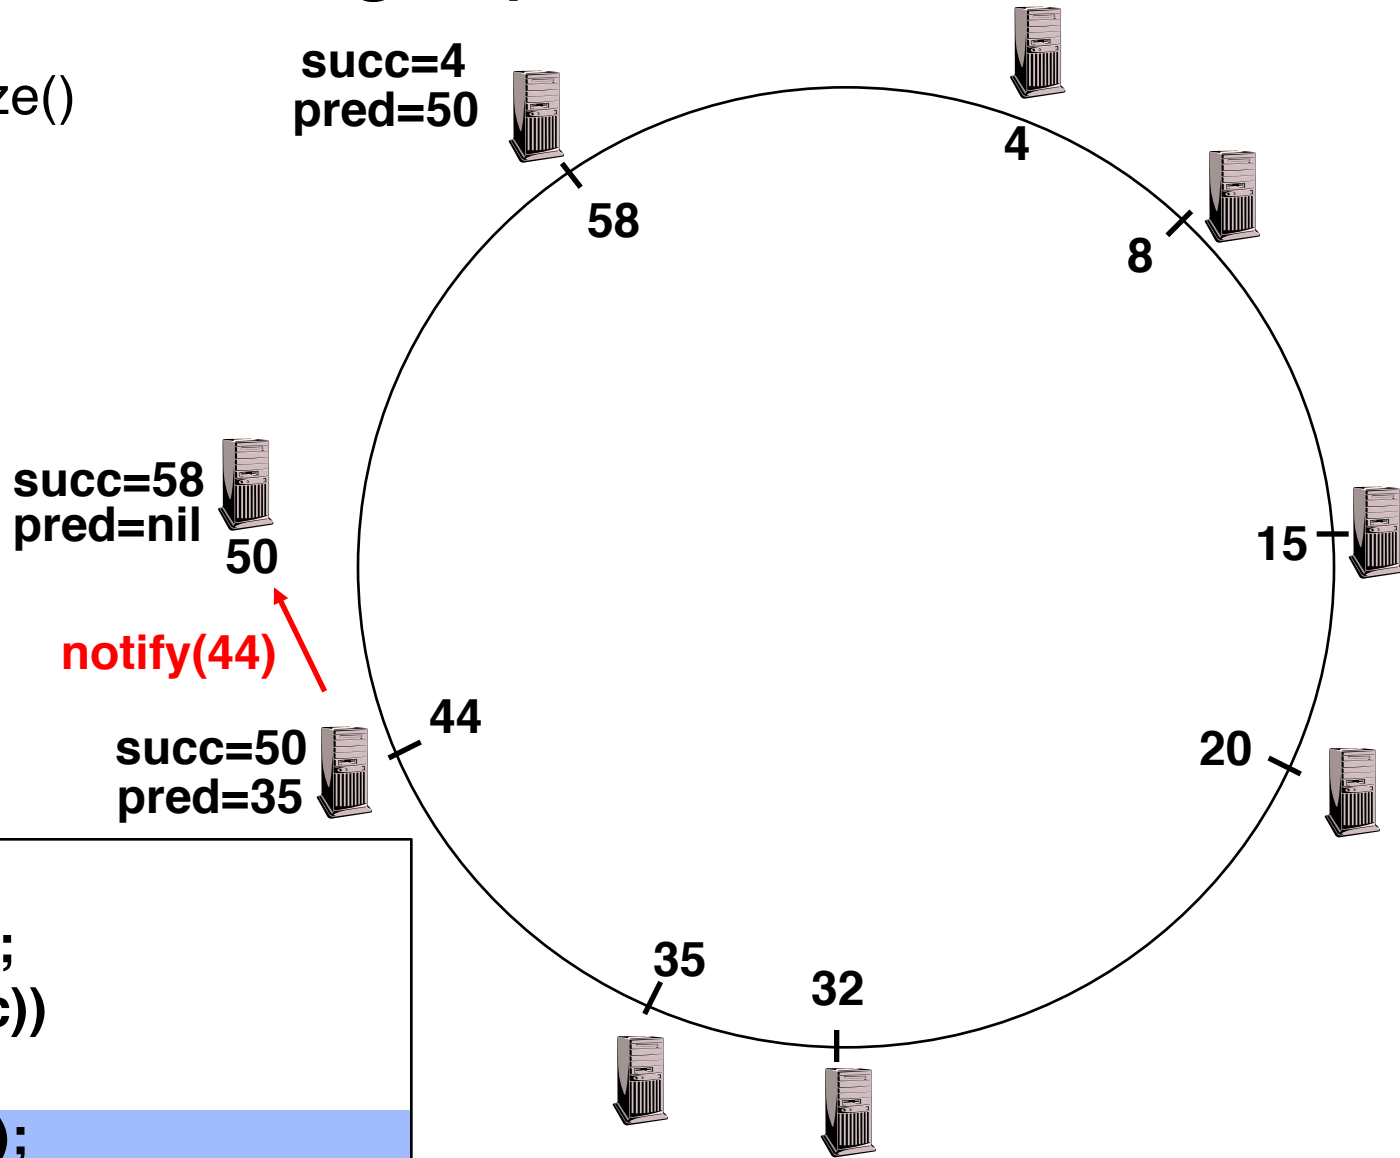 ze()
succ=4
pred=50
4
58
8
succ=58
pred=nil
50
15
notify(44)
44
succ=50
pred=35
20
;
c))
35
32
);